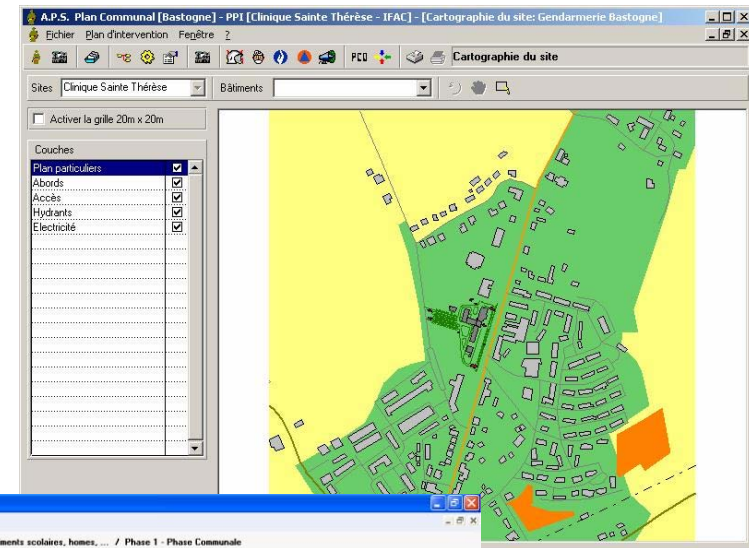 A.P.S. Plan Communal [Bastogne] - PPI [Clinique Sainte Thérèse - IFAC] - [Cartographie du site: Gendarmerie Bastogne]
Fichier Plan d'intervention Fenêtre ?
PCO Cartographie du site
Sites Clinique Sainte Thérèse Bâtiments
Activer la grille 20m x 20m
Couches
Plan particuliers
Abords
Accès
Hydrants
Electricité
ments scolaires, homes, ... / Phase 1 - Phase Communale